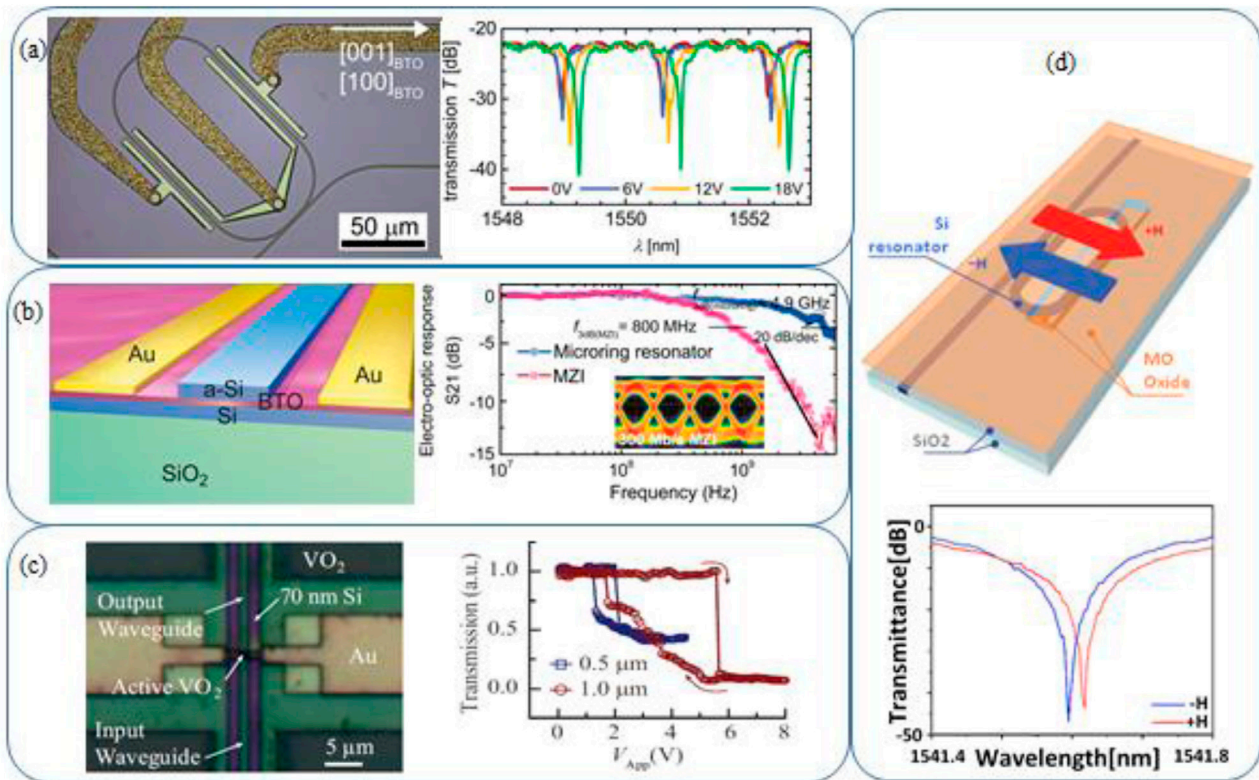 (a)
[001]BTO
[100]BTO
50 μm
transmission T [dB]
-20
-30
-40
0V 6V 12V 18V
1548 1550 1552
λ [nm]
(b)
Au
a-Si
BTO
Au
Si
SiO2
Electro-optic response
S21 (dB)
0
-5
-10
-15
4.9 GHz
f3dB(MZI) = 800 MHz
20 dB/dec
Microring resonator
MZI
300 Mb/s MZI
10^7 10^8 10^9
Frequency (Hz)
(c)
VO2
Output
Waveguide
70 nm Si
Au
Active VO2
Input
Waveguide
5 μm
Transmission (a.u.)
1.0
0.5
0.0
0.5 μm
1.0 μm
0 2 4 6 8
VApp(V)
(d)
Si
resonator
+H
-H
MO
Oxide
SiO2
Transmittance[dB]
0
-50
-H
+H
1541.4 Wavelength[nm] 1541.8